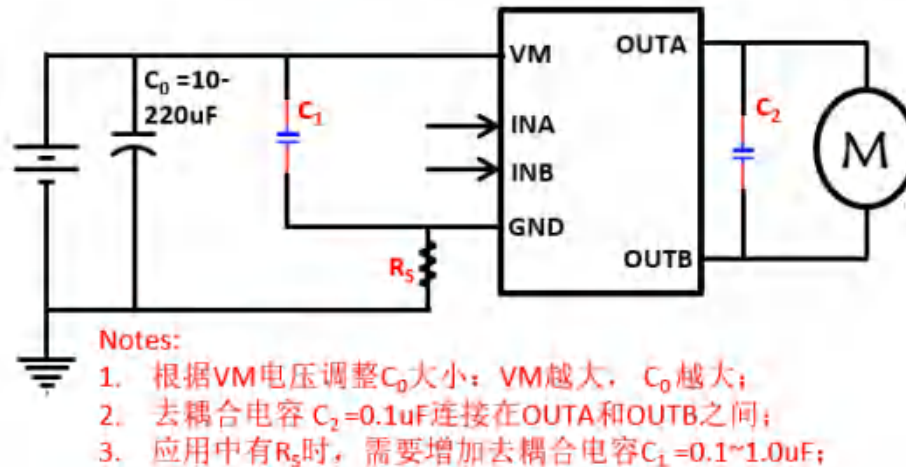 C₀ =10-
220uF
C₁
VM
OUTA
INA
INB
GND
OUTB
C₂
M
R₅
Notes:
1. 根据VM电压调整C₀大小：VM越大，C₀越大；
2. 去耦合电容 C₂=0.1uF连接在OUTA和OUTB之间；
3. 应用中有R₅时，需要增加去耦合电容C₁ =0.1~1.0uF；